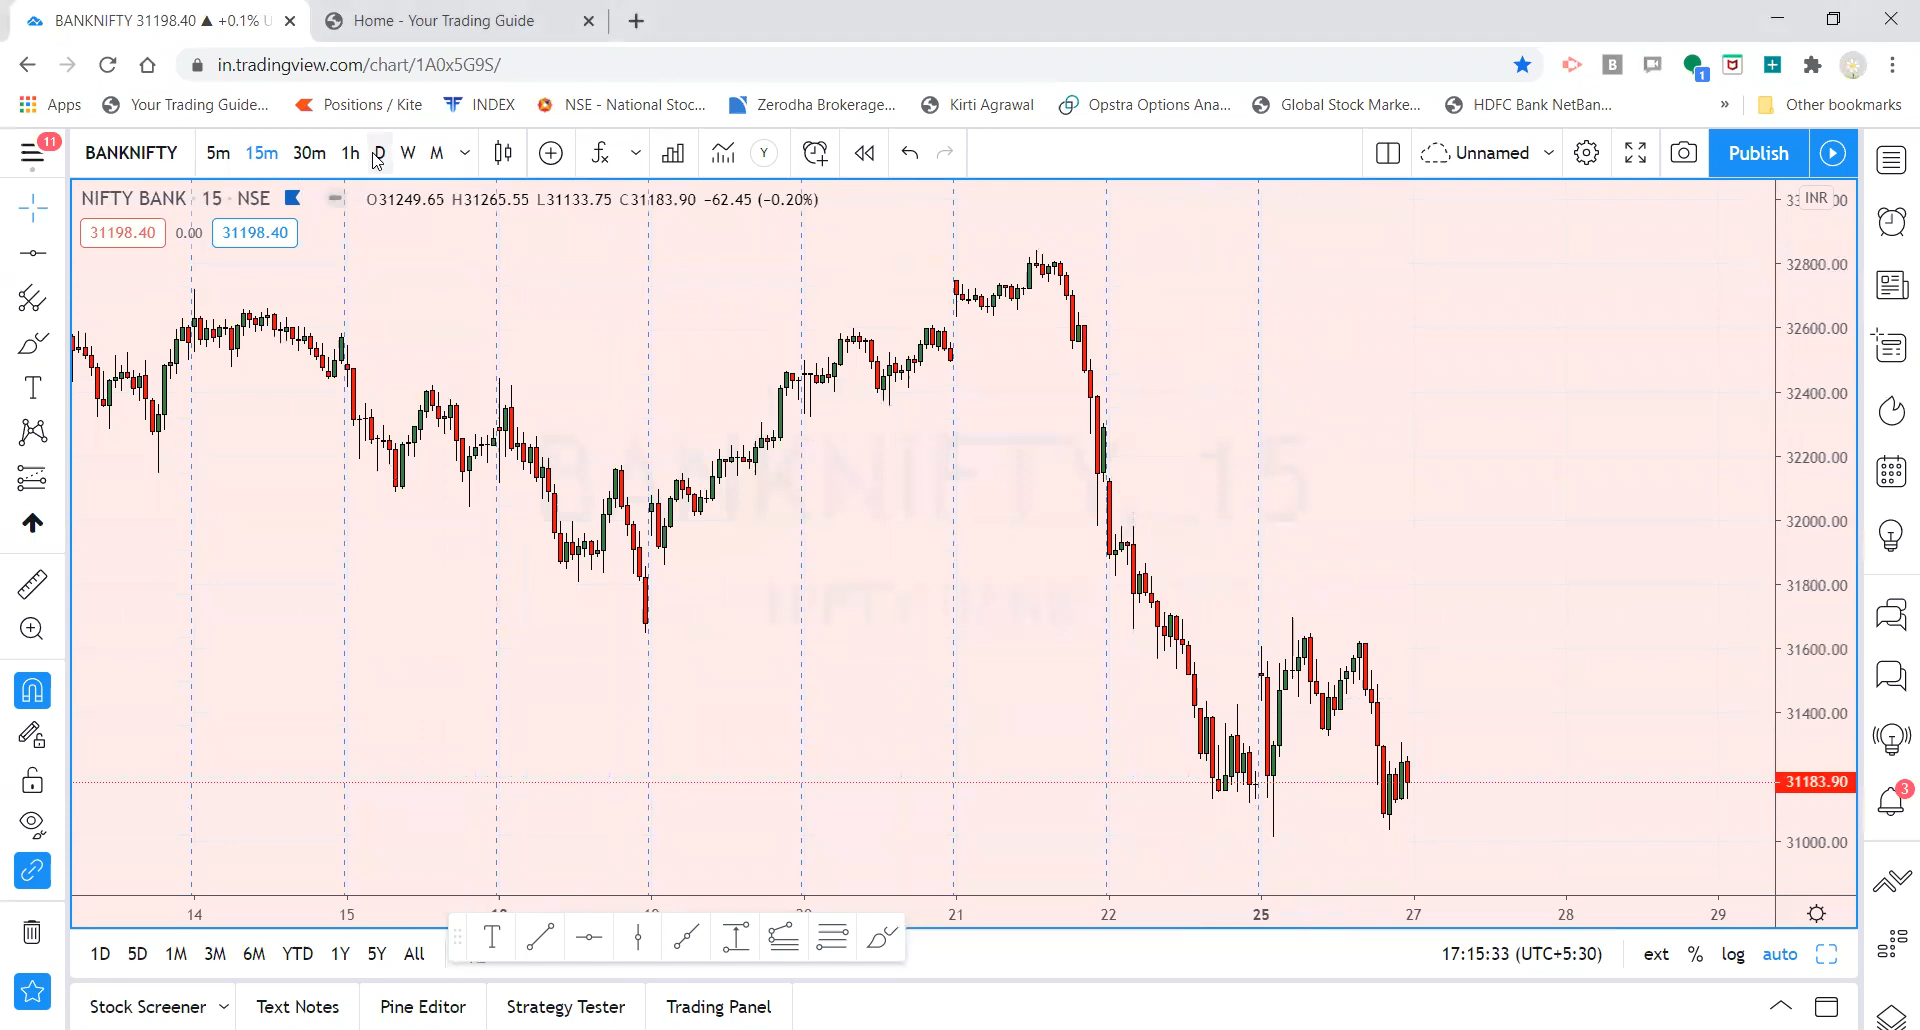 BANKNIFTY 31198.40 ▲ +0.1% U
Home - Your Trading Guide
in.tradingview.com/chart/1A0x5G9S/
Apps
Your Trading Guide...
Positions / Kite
INDEX
NSE - National Stoc...
Zerodha Brokerage...
Kirti Agrawal
Opstra Options Ana...
Global Stock Marke...
HDFC Bank NetBan...
»
Other bookmarks
11
BANKNIFTY
5m 15m 30m 1h D W M
Y
Unnamed
Publish
NIFTY BANK · 15 · NSE
O31249.65 H31265.55 L31133.75 C31183.90 −62.45 (−0.20%)
INR
31198.40 0.00 31198.40
BANKNIFTY, 15
NIFTY BANK
32800.00
32600.00
32400.00
32200.00
32000.00
31800.00
31600.00
31400.00
31183.90
31000.00
3
14 15 21 22 25 27 28 29
1D 5D 1M 3M 6M YTD 1Y 5Y All
T
17:15:33 (UTC+5:30)
ext % log auto
Stock Screener
Text Notes
Pine Editor
Strategy Tester
Trading Panel